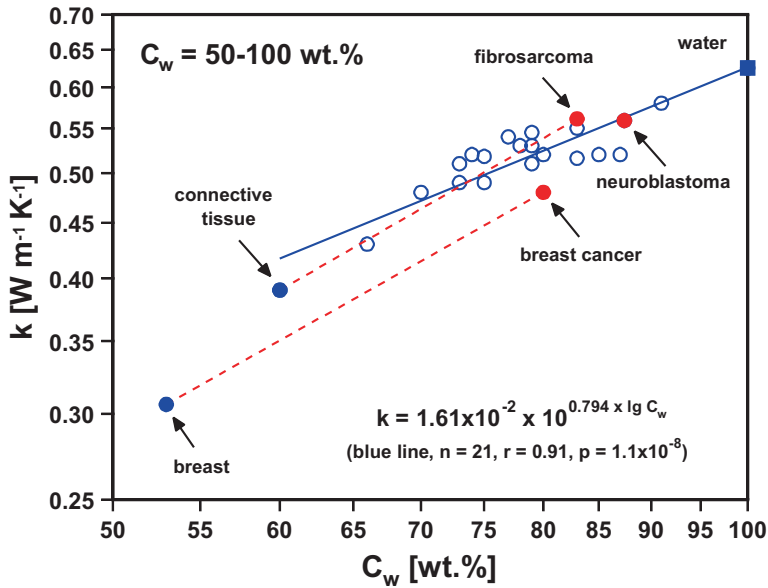 0.70
0.65
0.60
0.55
0.50
0.45
0.40
0.35
0.30
0.25
k [W m⁻¹ K⁻¹]
C_w = 50-100 wt.%
water
fibrosarcoma
neuroblastoma
connective
tissue
breast cancer
breast
k = 1.61x10⁻² x 10^(0.794 x lg C_w)
(blue line, n = 21, r = 0.91, p = 1.1x10⁻⁸)
50 55 60 65 70 75 80 85 90 95 100
C_w [wt.%]